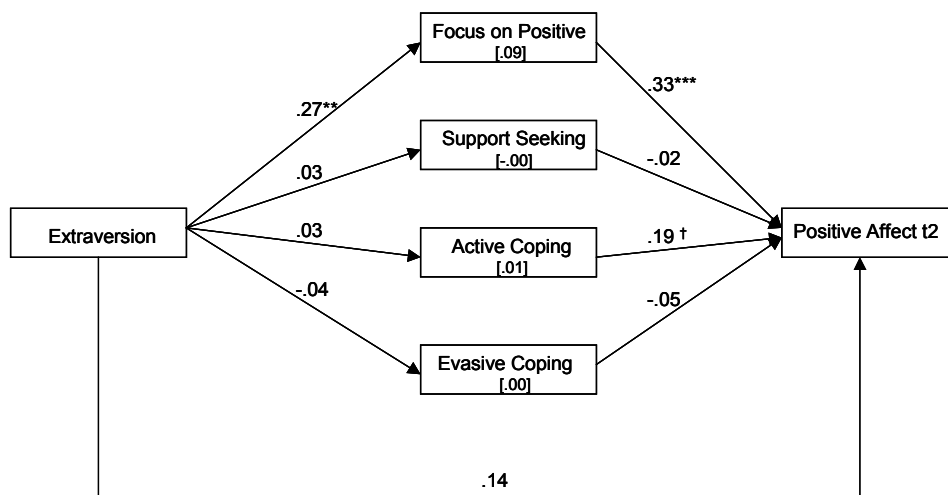 Focus on Positive
[.09]
.27**
.33***
Support Seeking
[-.00]
.03
-.02
Extraversion
.03
Active Coping
[.01]
.19 †
Positive Affect t2
-.04
-.05
Evasive Coping
[.00]
.14